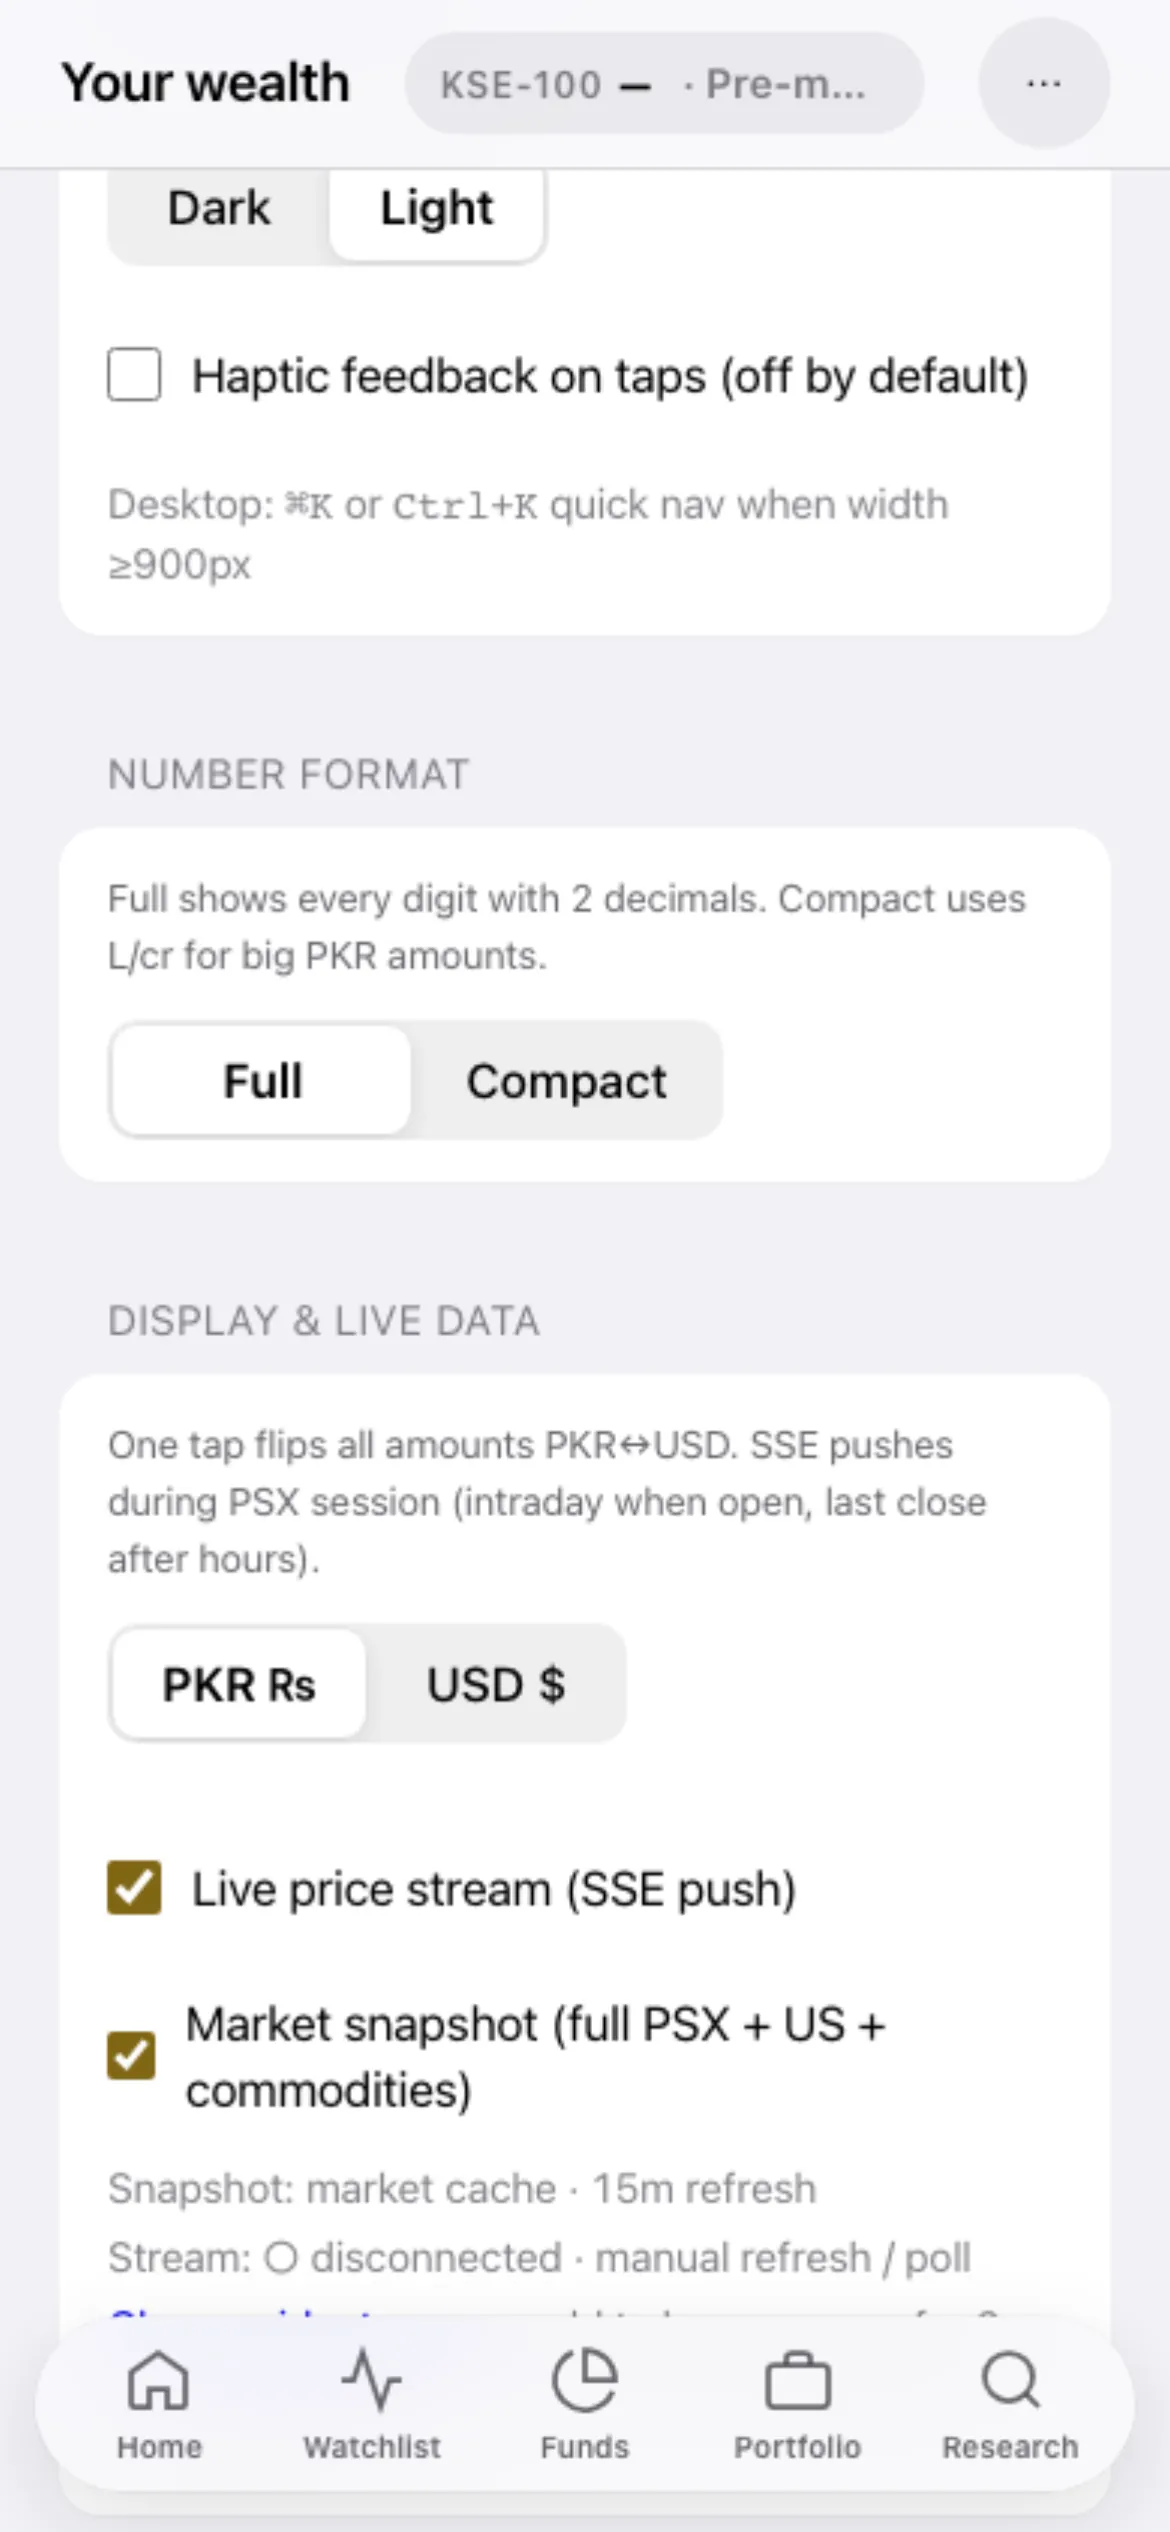 Your wealth
KSE-100 — · Pre-m...
...
Dark
Light
Haptic feedback on taps (off by default)
Desktop: ⌘K or Ctrl+K quick nav when width
≥900px
NUMBER FORMAT
Full shows every digit with 2 decimals. Compact uses
L/cr for big PKR amounts.
Full
Compact
DISPLAY & LIVE DATA
One tap flips all amounts PKR↔USD. SSE pushes
during PSX session (intraday when open, last close
after hours).
PKR Rs
USD $
Live price stream (SSE push)
Market snapshot (full PSX + US +
commodities)
Snapshot: market cache · 15m refresh
Stream: ○ disconnected · manual refresh / poll
Home
Watchlist
Funds
Portfolio
Research